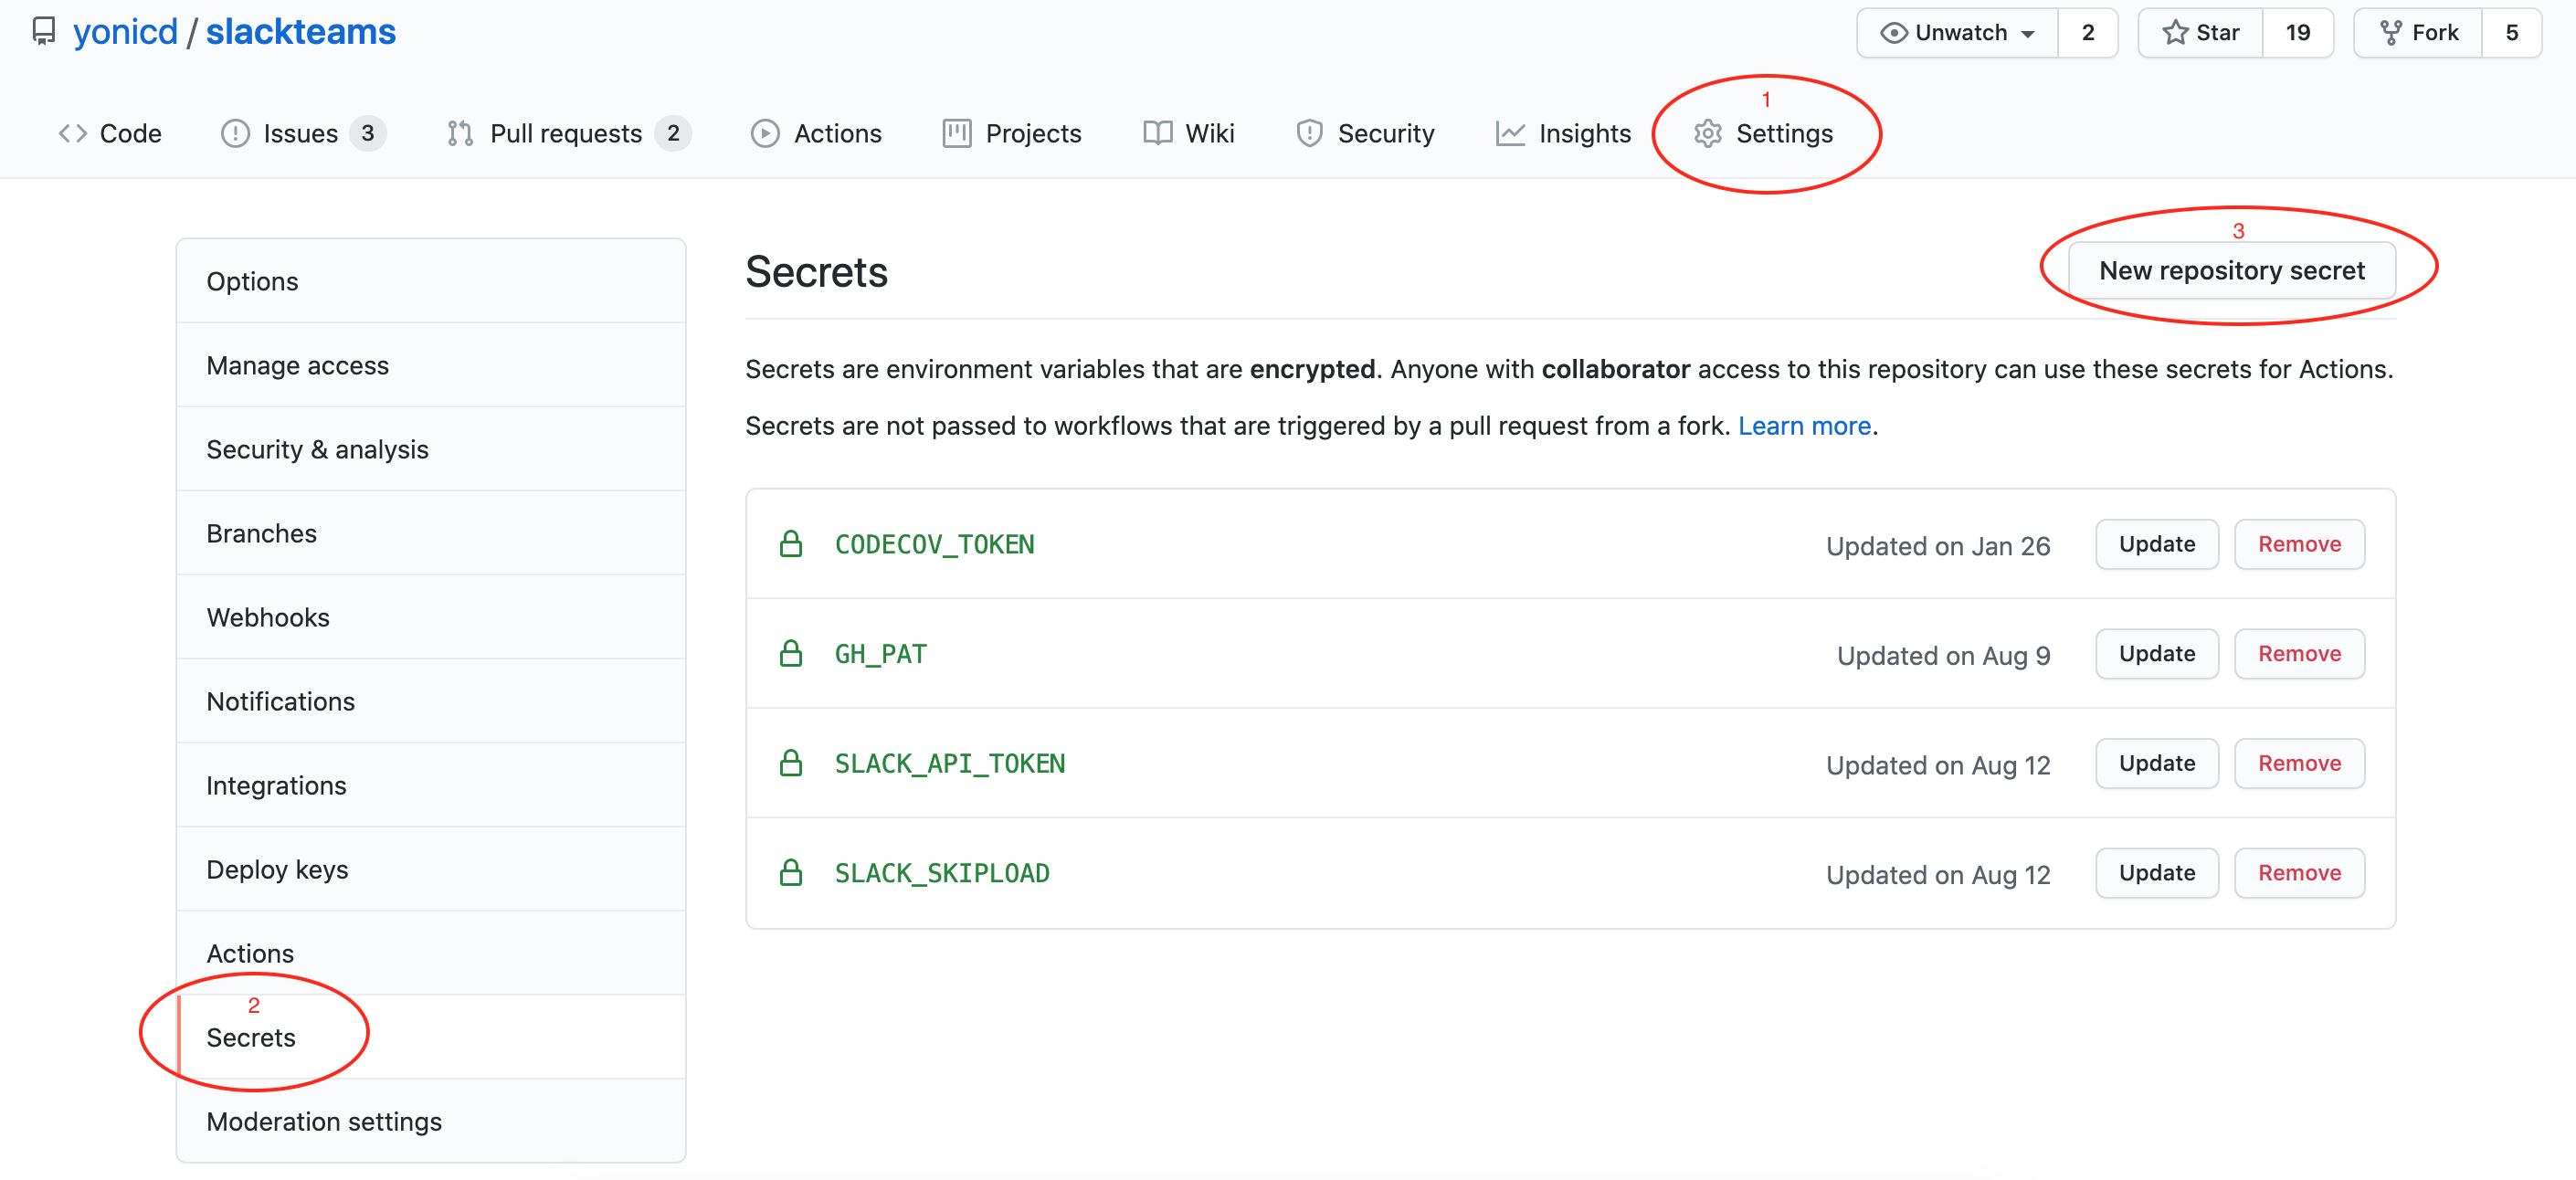 yonicd / slackteams
Unwatch 2
Star 19
Fork 5
Code
Issues 3
Pull requests 2
Actions
Projects
Wiki
Security
Insights
1
Settings
Options
Manage access
Security & analysis
Branches
Webhooks
Notifications
Integrations
Deploy keys
Actions
2
Secrets
Moderation settings
Secrets
3
New repository secret
Secrets are environment variables that are encrypted. Anyone with collaborator access to this repository can use these secrets for Actions.
Secrets are not passed to workflows that are triggered by a pull request from a fork. Learn more.
CODECOV_TOKEN Updated on Jan 26 Update Remove
GH_PAT Updated on Aug 9 Update Remove
SLACK_API_TOKEN Updated on Aug 12 Update Remove
SLACK_SKIPLOAD Updated on Aug 12 Update Remove